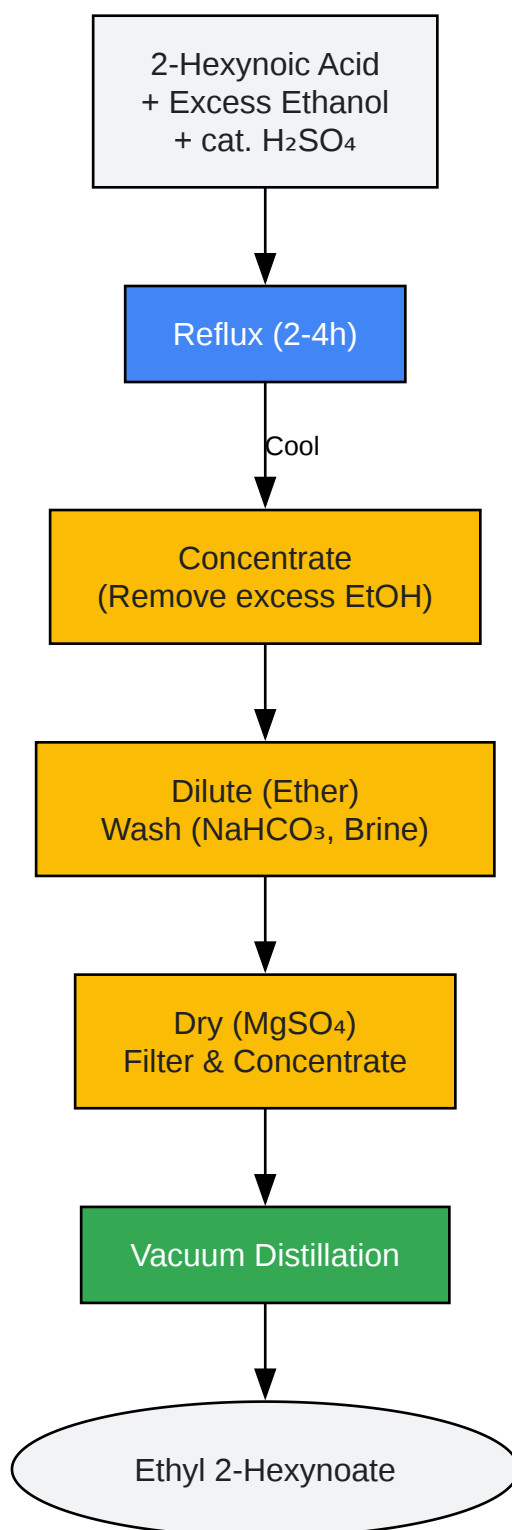 2-Hexynoic Acid
+ Excess Ethanol
+ cat. H₂SO₄
Reflux (2-4h)
Cool
Concentrate
(Remove excess EtOH)
Dilute (Ether)
Wash (NaHCO₃, Brine)
Dry (MgSO₄)
Filter & Concentrate
Vacuum Distillation
Ethyl 2-Hexynoate